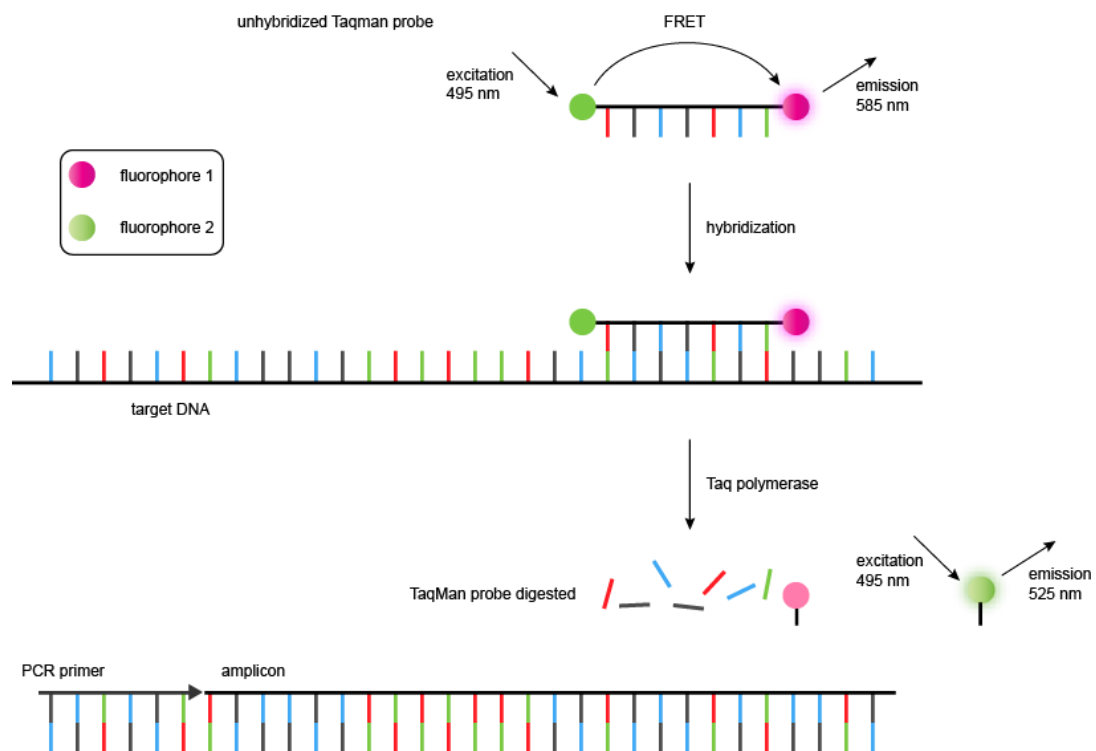 unhybridized Taqman probe
FRET
excitation
495 nm
emission
585 nm
fluorophore 1
fluorophore 2
hybridization
target DNA
Taq polymerase
TaqMan probe digested
excitation
495 nm
emission
525 nm
PCR primer
amplicon